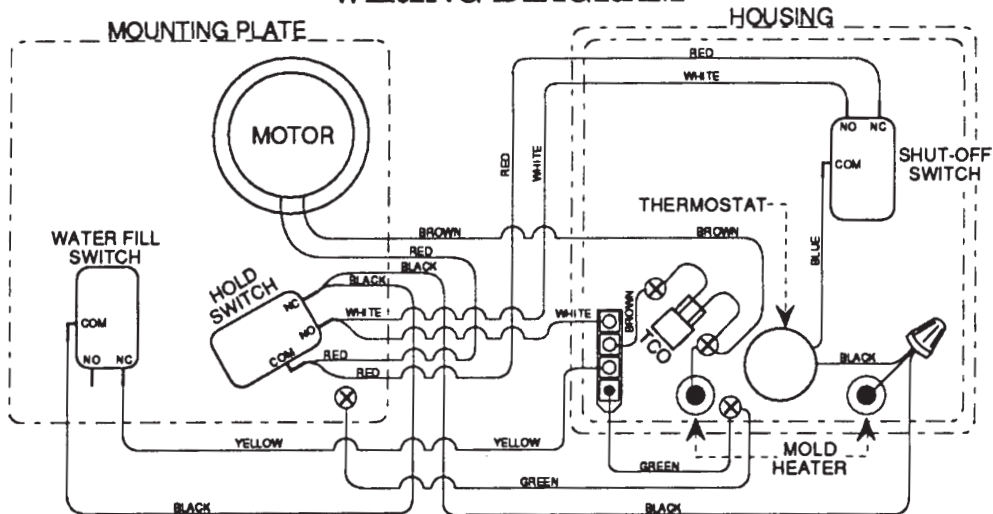 WIRING DIAGRAM
HOUSING
MOUNTING PLATE
RED
WHITE
MOTOR
NO NC
COM
SHUT-OFF
SWITCH
RED
WHITE
THERMOSTAT
WATER FILL
SWITCH
BROWN
BROWN
RED
BLACK
BLACK
BLUE
HOLD
SWITCH
NC
NO
COM
COM
NO NC
WHITE
WHITE
BROWN
TCO
RED
RED
BLACK
YELLOW
YELLOW
MOLD
HEATER
GREEN
GREEN
BLACK
BLACK